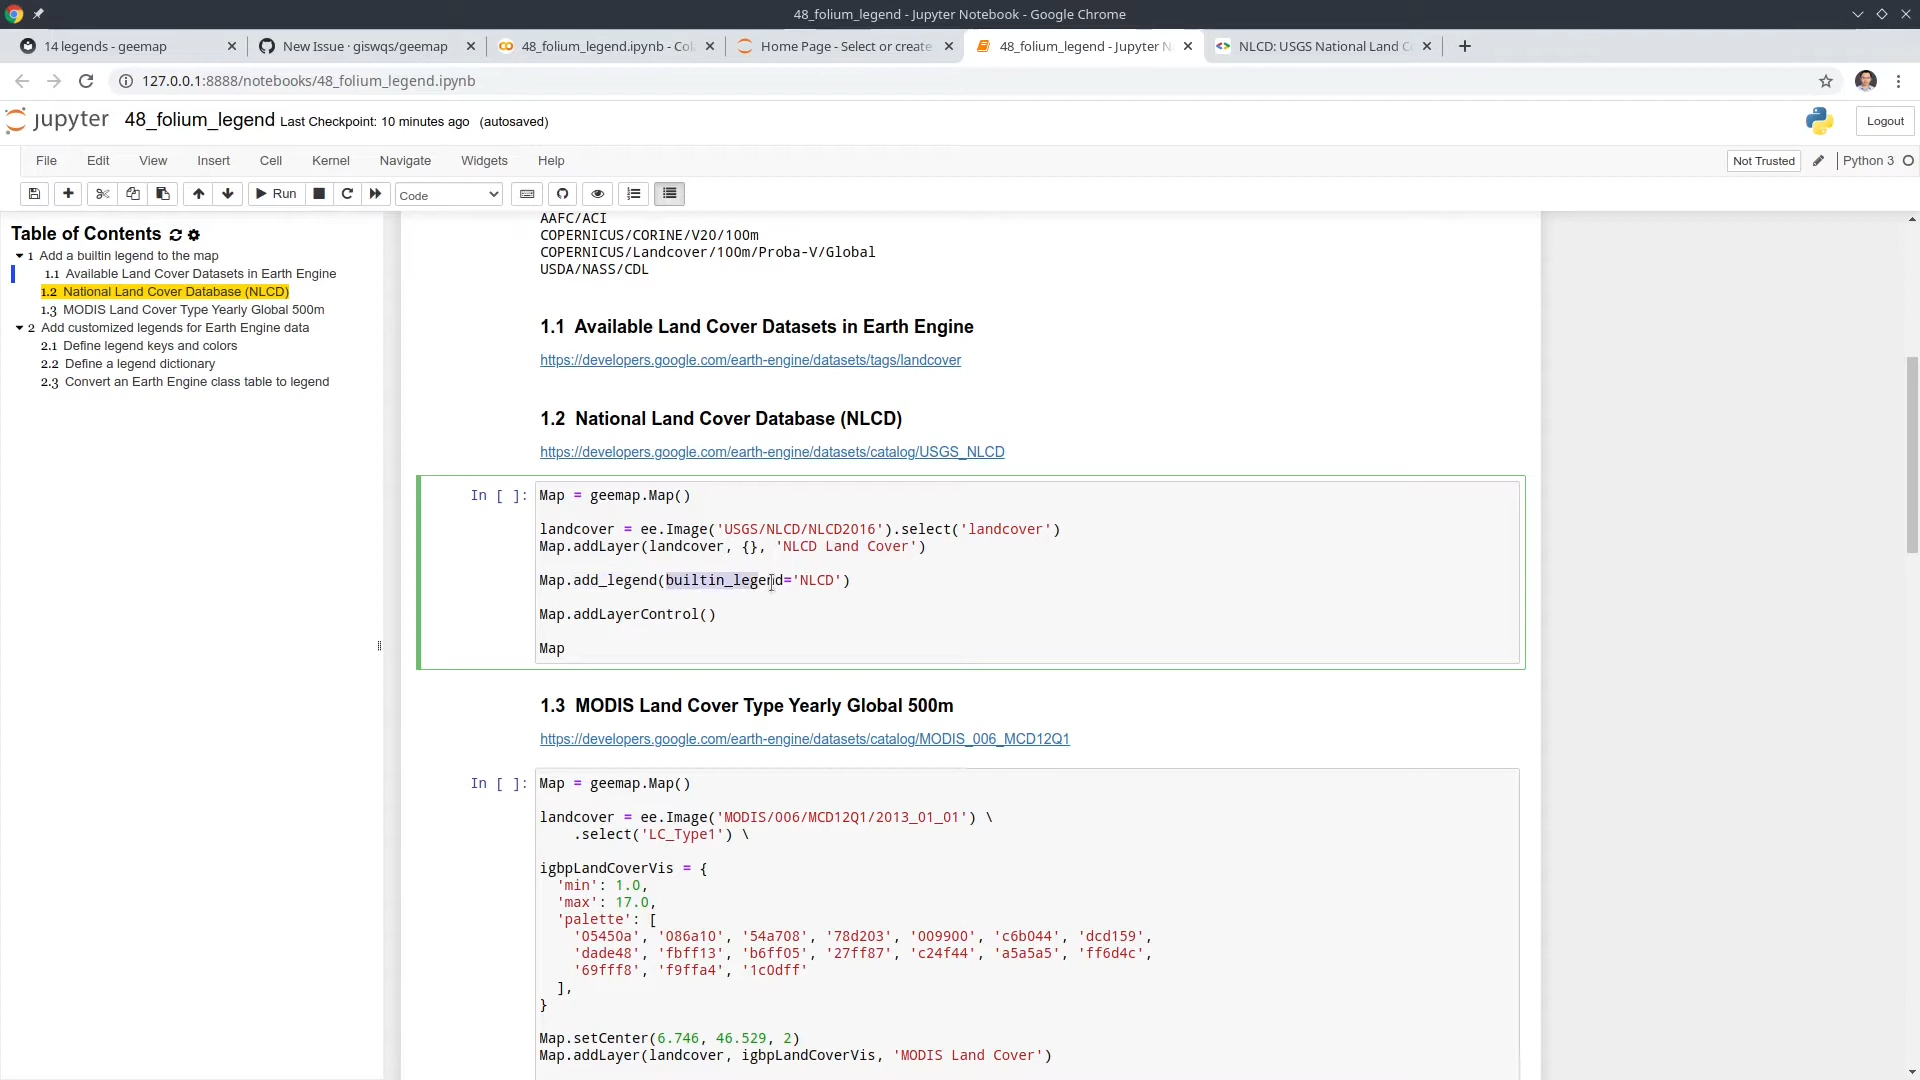 48_folium_legend - Jupyter Notebook - Google Chrome
14 legends - geemap
New Issue · giswqs/geemap
48_folium_legend.ipynb - Col
Home Page - Select or create
48_folium_legend - Jupyter N
NLCD: USGS National Land C
127.0.0.1:8888/notebooks/48_folium_legend.ipynb
jupyter 48_folium_legend Last Checkpoint: 10 minutes ago (autosaved)
Logout
File Edit View Insert Cell Kernel Navigate Widgets Help
Not Trusted
Python 3
Run
Code
Table of Contents
1 Add a builtin legend to the map
1.1 Available Land Cover Datasets in Earth Engine
1.2 National Land Cover Database (NLCD)
1.3 MODIS Land Cover Type Yearly Global 500m
2 Add customized legends for Earth Engine data
2.1 Define legend keys and colors
2.2 Define a legend dictionary
2.3 Convert an Earth Engine class table to legend
AAFC/ACI
COPERNICUS/CORINE/V20/100m
COPERNICUS/Landcover/100m/Proba-V/Global
USDA/NASS/CDL
1.1 Available Land Cover Datasets in Earth Engine
https://developers.google.com/earth-engine/datasets/tags/landcover
1.2 National Land Cover Database (NLCD)
https://developers.google.com/earth-engine/datasets/catalog/USGS_NLCD
In [ ]: Map = geemap.Map()
landcover = ee.Image('USGS/NLCD/NLCD2016').select('landcover')
Map.addLayer(landcover, {}, 'NLCD Land Cover')
Map.add_legend(builtin_legend='NLCD')
Map.addLayerControl()
Map
1.3 MODIS Land Cover Type Yearly Global 500m
https://developers.google.com/earth-engine/datasets/catalog/MODIS_006_MCD12Q1
In [ ]: Map = geemap.Map()
landcover = ee.Image('MODIS/006/MCD12Q1/2013_01_01') \
.select('LC_Type1') \
igbpLandCoverVis = {
'min': 1.0,
'max': 17.0,
'palette': [
'05450a', '086a10', '54a708', '78d203', '009900', 'c6b044', 'dcd159',
'dade48', 'fbff13', 'b6ff05', '27ff87', 'c24f44', 'a5a5a5', 'ff6d4c',
'69fff8', 'f9ffa4', '1c0dff'
],
}
Map.setCenter(6.746, 46.529, 2)
Map.addLayer(landcover, igbpLandCoverVis, 'MODIS Land Cover')